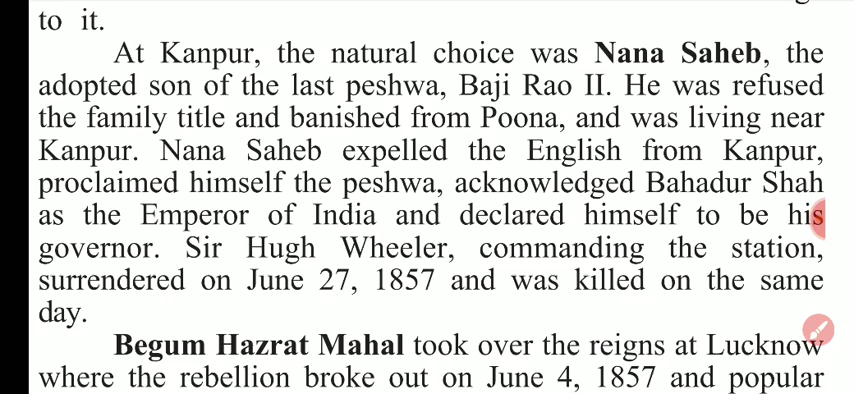 to it.
At Kanpur, the natural choice was Nana Saheb, the
adopted son of the last peshwa, Baji Rao II. He was refused
the family title and banished from Poona, and was living near
Kanpur. Nana Saheb expelled the English from Kanpur,
proclaimed himself the peshwa, acknowledged Bahadur Shah
as the Emperor of India and declared himself to be his
governor. Sir Hugh Wheeler, commanding the station,
surrendered on June 27, 1857 and was killed on the same
day.
Begum Hazrat Mahal took over the reigns at Lucknow
where the rebellion broke out on June 4, 1857 and popular